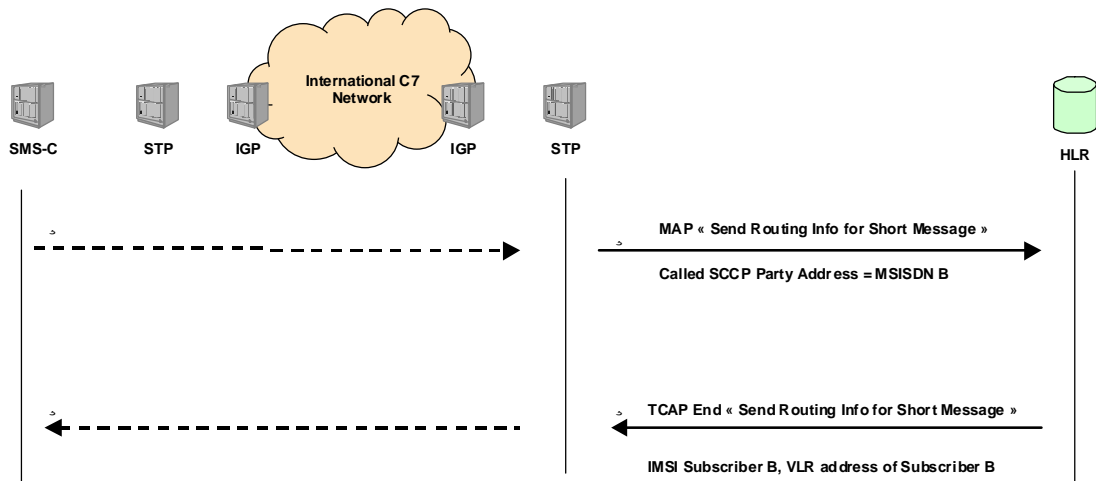 International C7
Network
SMS-C
STP
IGP
IGP
STP
HLR
MAP « Send Routing Info for Short Message »
Called SCCP Party Address = MSISDN B
TCAP End « Send Routing Info for Short Message »
IMSI Subscriber B, VLR address of Subscriber B